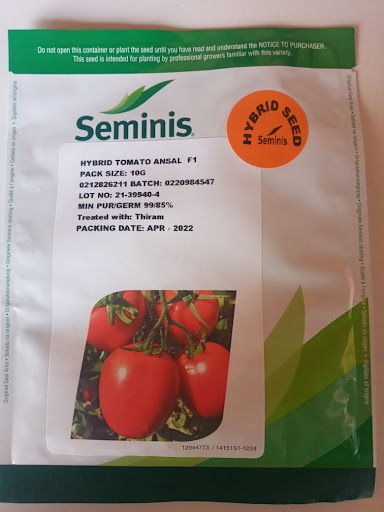 Do not open this container or plant the seed until you have read and understand the NOTICE TO PURCHASER.
This seed is intended for planting by professional growers familiar with this variety.
Seminis
HYBRID SEED
Seminis
HYBRID TOMATO ANSAL F1
PACK SIZE: 10G
0212826211 BATCH: 0220984547
LOT NO: 21-39940-4
MIN PUR/GERM 99/85%
Treated with: Thiram
PACKING DATE: APR - 2022
12944773 / 1415151-1224